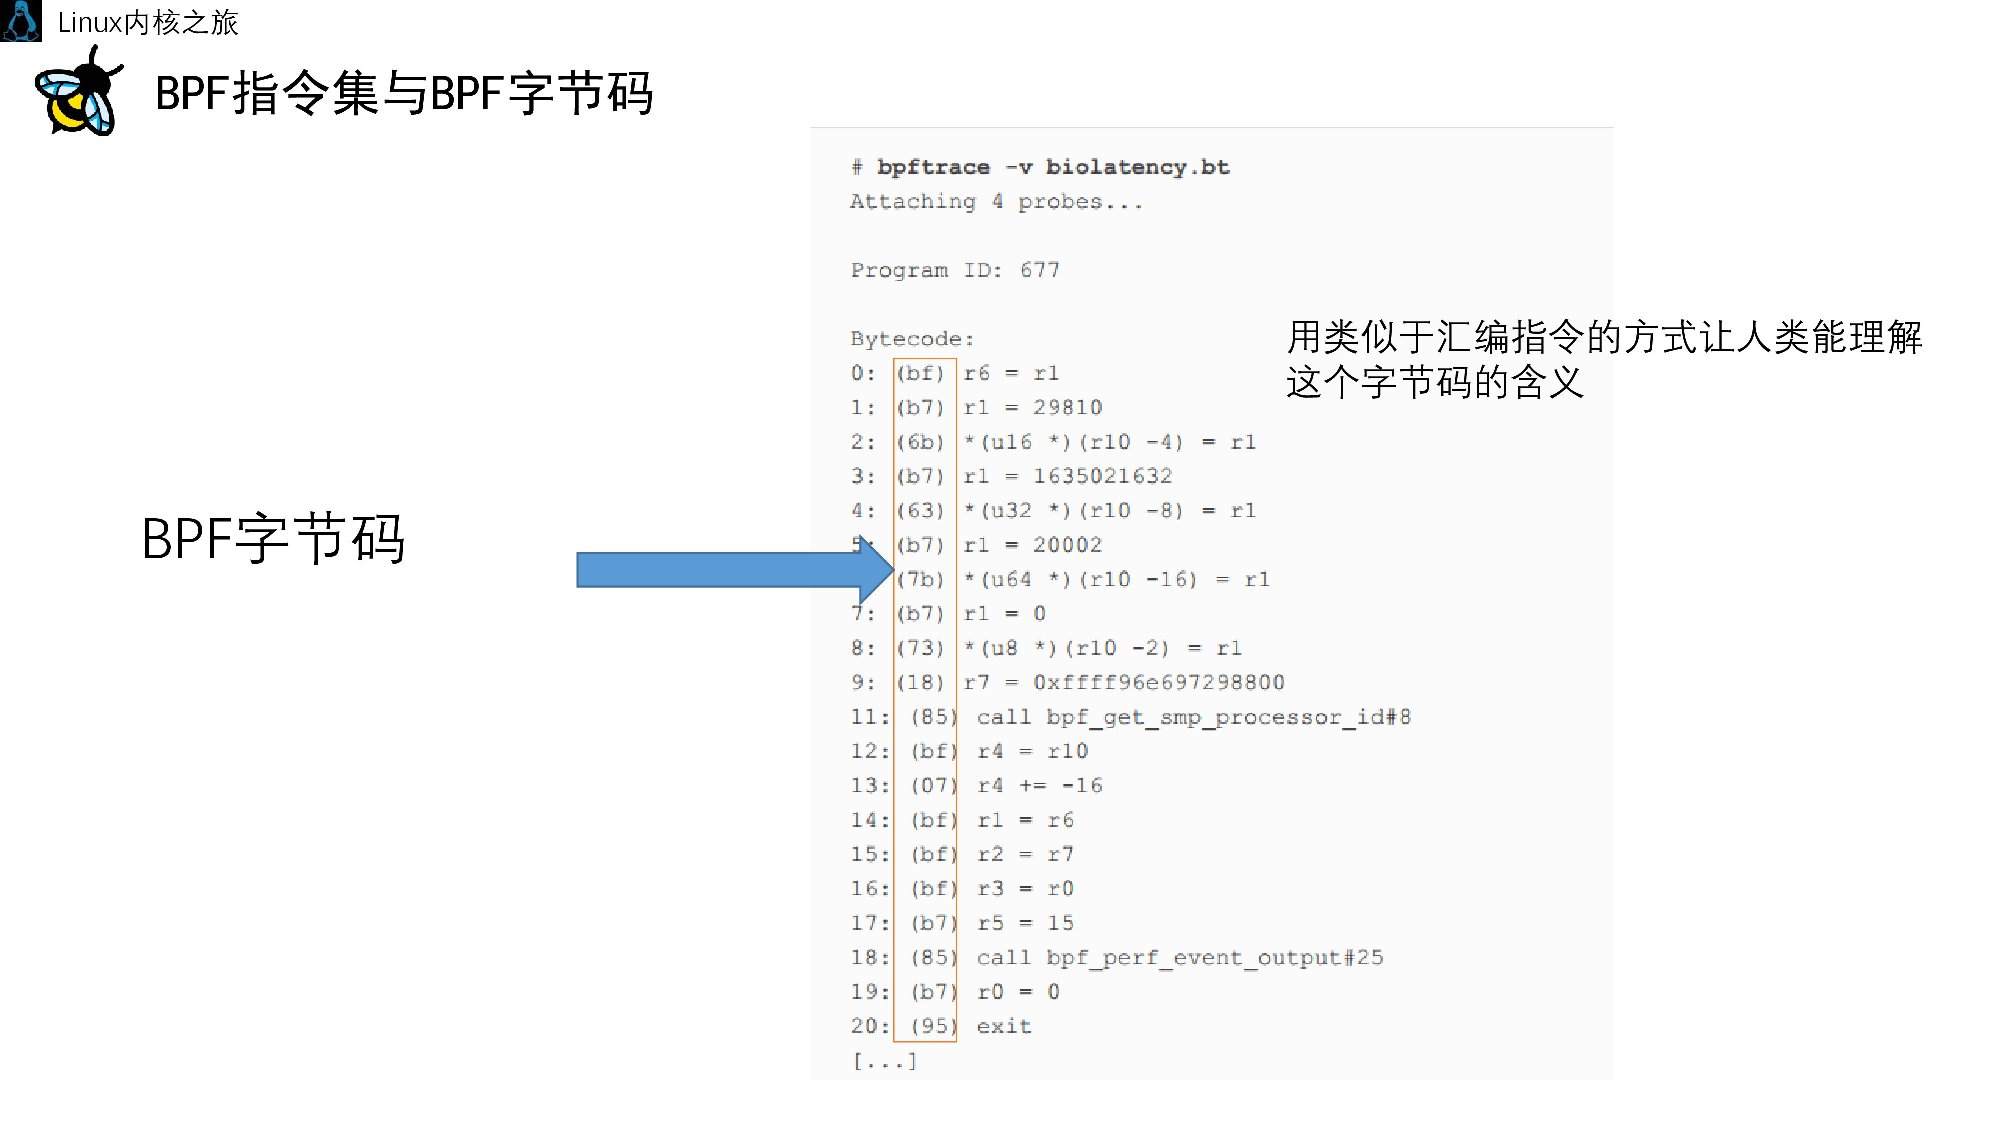 Linux内核之旅
BPF指令集与BPF字节码
# bpftrace -v biolatency.bt
Attaching 4 probes...
Program ID: 677
用类似于汇编指令的方式让人类能理解
这个字节码的含义
BPF字节码
Bytecode:
0: (bf) r6 = r1
1: (b7) r1 = 29810
2: (6b) *(u16 *)(r10 -4) = r1
3: (b7) r1 = 1635021632
4: (63) *(u32 *)(r10 -8) = r1
5: (b7) r1 = 20002
(7b) *(u64 *)(r10 -16) = r1
7: (b7) r1 = 0
8: (73) *(u8 *)(r10 -2) = r1
9: (18) r7 = 0xffff96e697298800
11: (85) call bpf_get_smp_processor_id#8
12: (bf) r4 = r10
13: (07) r4 += -16
14: (bf) r1 = r6
15: (bf) r2 = r7
16: (bf) r3 = r0
17: (b7) r5 = 15
18: (85) call bpf_perf_event_output#25
19: (b7) r0 = 0
20: (95) exit
[...]